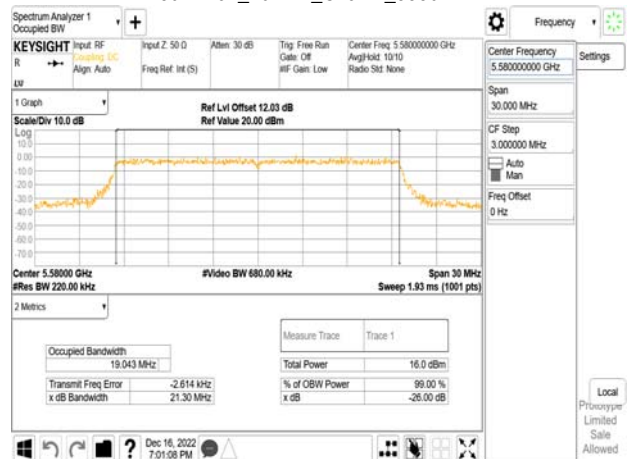 Spectrum Analyzer 1
Occupied BW
Frequency
KEYSIGHT
Input: RF
Coupling: DC
Align: Auto
Input Z: 50 Ω
Freq Ref: Int (S)
Atten: 30 dB
Trig: Free Run
Gate: Off
#IF Gain: Low
Center Freq: 5.580000000 GHz
Avg|Hold: 10/10
Radio Std: None
R
LXI
Center Frequency
5.580000000 GHz
Settings
Span
30.000 MHz
CF Step
3.000000 MHz
Auto
Man
Freq Offset
0 Hz
1 Graph
Ref Lvl Offset 12.03 dB
Scale/Div 10.0 dB
Ref Value 20.00 dBm
Log
10.0
0.00
-10.0
-20.0
-30.0
-40.0
-50.0
-60.0
-70.0
Center 5.58000 GHz
#Video BW 680.00 kHz
Span 30 MHz
#Res BW 220.00 kHz
Sweep 1.93 ms (1001 pts)
2 Metrics
Measure Trace
Trace 1
Occupied Bandwidth
19.043 MHz
Total Power
16.0 dBm
Transmit Freq Error
-2.614 kHz
% of OBW Power
99.00 %
x dB Bandwidth
21.30 MHz
x dB
-26.00 dB
Local
Prototype
Limited
Sale
Allowed
?
Dec 16, 2022
7:01:08 PM